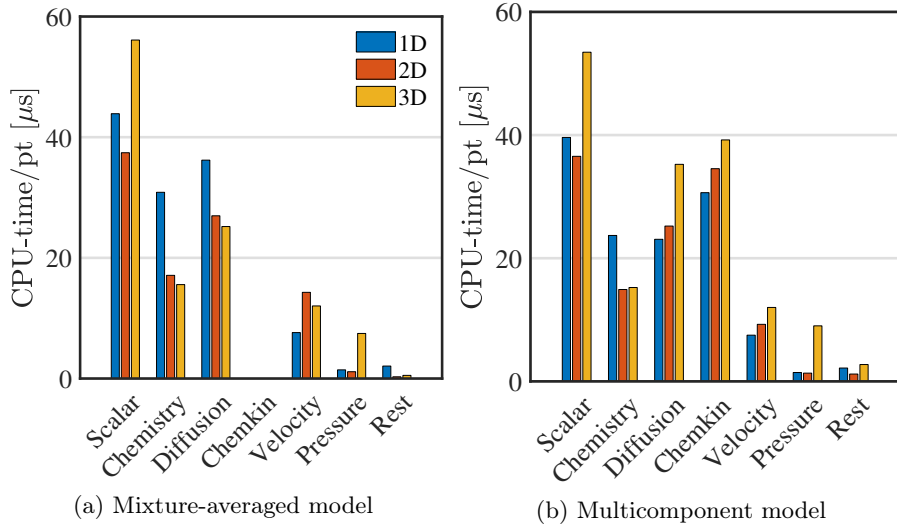 CPU-time/pt [μs]
60
40
20
0
1D
2D
3D
Scalar
Chemistry
Diffusion
Chemkin
Velocity
Pressure
Rest
(a) Mixture-averaged model
CPU-time/pt [μs]
60
40
20
0
Scalar
Chemistry
Diffusion
Chemkin
Velocity
Pressure
Rest
(b) Multicomponent model